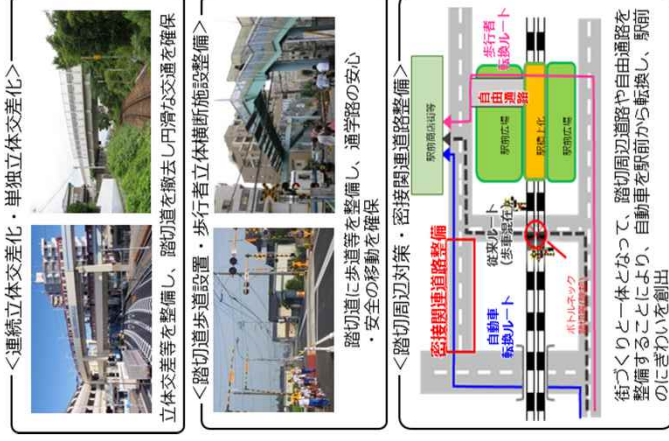 <連続立体交差化・単独立体交差化>
立体交差等を整備し、踏切道を撤去し円滑な交通を確保
<踏切道歩道設置・歩行者立体横断施設整備>
踏切道に歩道等を整備し、通学路の安心
・安全の移動を確保
<踏切周辺対策・密接関連道路整備>
密接関連道路整備
自動車
転換ルート
従来ルート
(歩車混在)
駅前商店街等
歩行者
転換ルート
自由
通路
駅前広場
駅橋上化
駅前広場
ボトルネック
街づくりと一体となって、踏切周辺道路や自由通路を
整備することにより、自動車を駅前から転換し、駅前
のにぎわいを創出